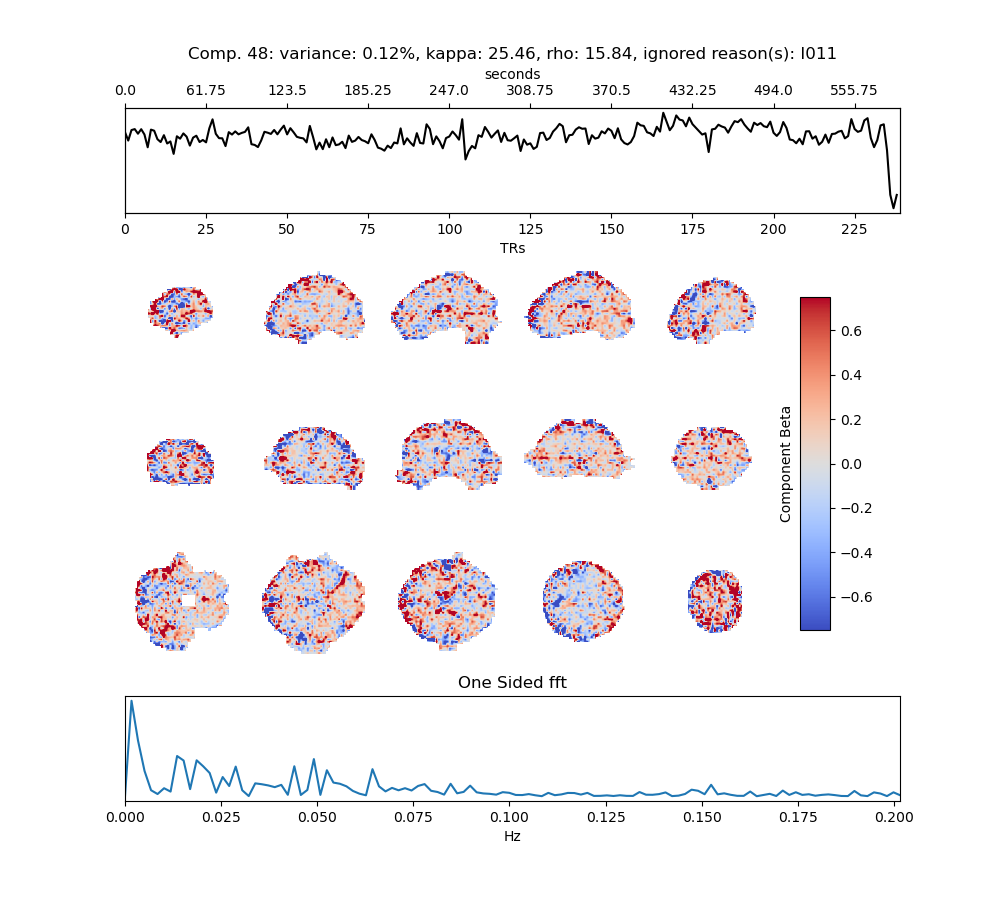 Comp. 48: variance: 0.12%, kappa: 25.46, rho: 15.84, ignored reason(s): I011
seconds
0.0 61.75 123.5 185.25 247.0 308.75 370.5 432.25 494.0 555.75
0 25 50 75 100 125 150 175 200 225
TRs
0.6
0.4
0.2
0.0
−0.2
−0.4
−0.6
Component Beta
One Sided fft
0.000 0.025 0.050 0.075 0.100 0.125 0.150 0.175 0.200
Hz